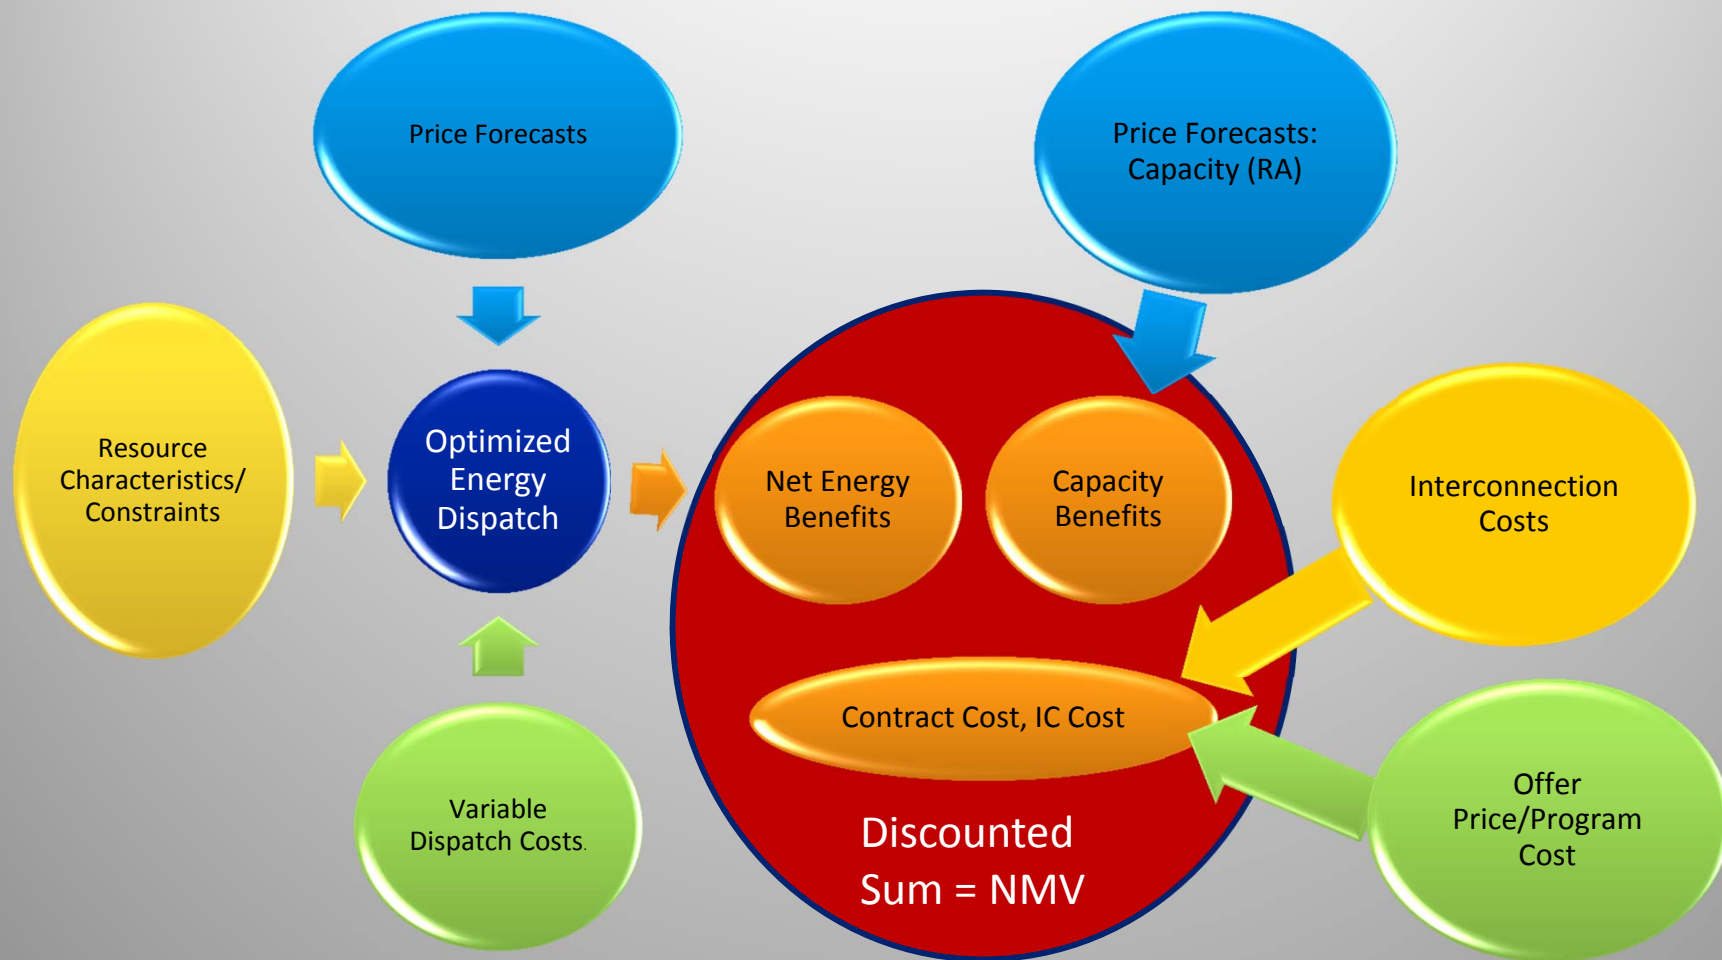 Price Forecasts
Price Forecasts:
Capacity (RA)
Resource
Characteristics/
Constraints
Optimized
Energy
Dispatch
Net Energy
Benefits
Capacity
Benefits
Interconnection
Costs
Contract Cost, IC Cost
Variable
Dispatch Costs.
Offer
Price/Program
Cost
Discounted
Sum = NMV